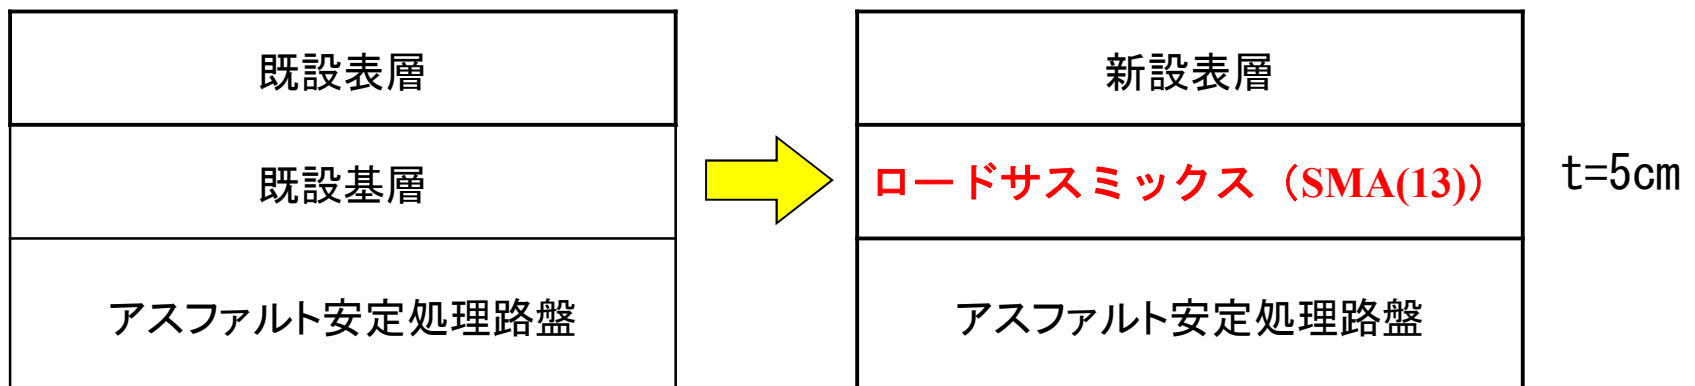 既設表層
既設基層
アスファルト安定処理路盤
新設表層
ロードサスミックス（SMA(13)）
t=5cm
アスファルト安定処理路盤